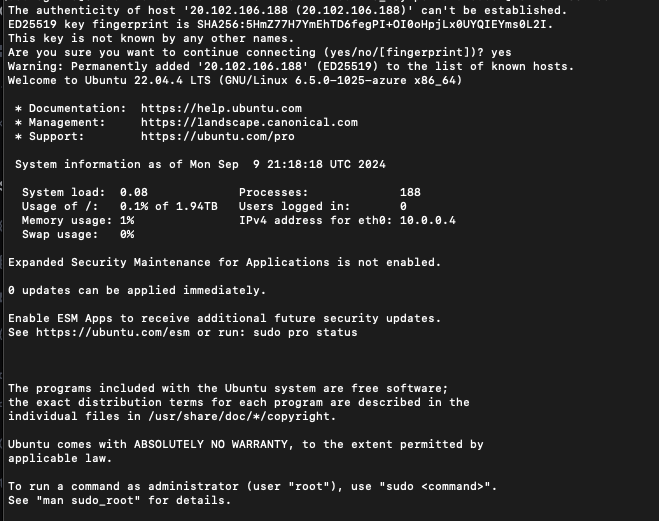 The authenticity of host '20.102.106.188 (20.102.106.188)' can't be established.
ED25519 key fingerprint is SHA256:5HmZ77H7YmEhTD6fegPI+OI0oHpjLx0UYQIEYms0L2I.
This key is not known by any other names.
Are you sure you want to continue connecting (yes/no/[fingerprint])? yes
Warning: Permanently added '20.102.106.188' (ED25519) to the list of known hosts.
Welcome to Ubuntu 22.04.4 LTS (GNU/Linux 6.5.0-1025-azure x86_64)
* Documentation:  https://help.ubuntu.com
* Management:     https://landscape.canonical.com
* Support:        https://ubuntu.com/pro
System information as of Mon Sep  9 21:18:18 UTC 2024
System load:  0.08              Processes:             188
Usage of /:   0.1% of 1.94TB   Users logged in:       0
Memory usage: 1%                IPv4 address for eth0: 10.0.0.4
Swap usage:   0%
Expanded Security Maintenance for Applications is not enabled.
0 updates can be applied immediately.
Enable ESM Apps to receive additional future security updates.
See https://ubuntu.com/esm or run: sudo pro status
The programs included with the Ubuntu system are free software;
the exact distribution terms for each program are described in the
individual files in /usr/share/doc/*/copyright.
Ubuntu comes with ABSOLUTELY NO WARRANTY, to the extent permitted by
applicable law.
To run a command as administrator (user "root"), use "sudo <command>".
See "man sudo_root" for details.